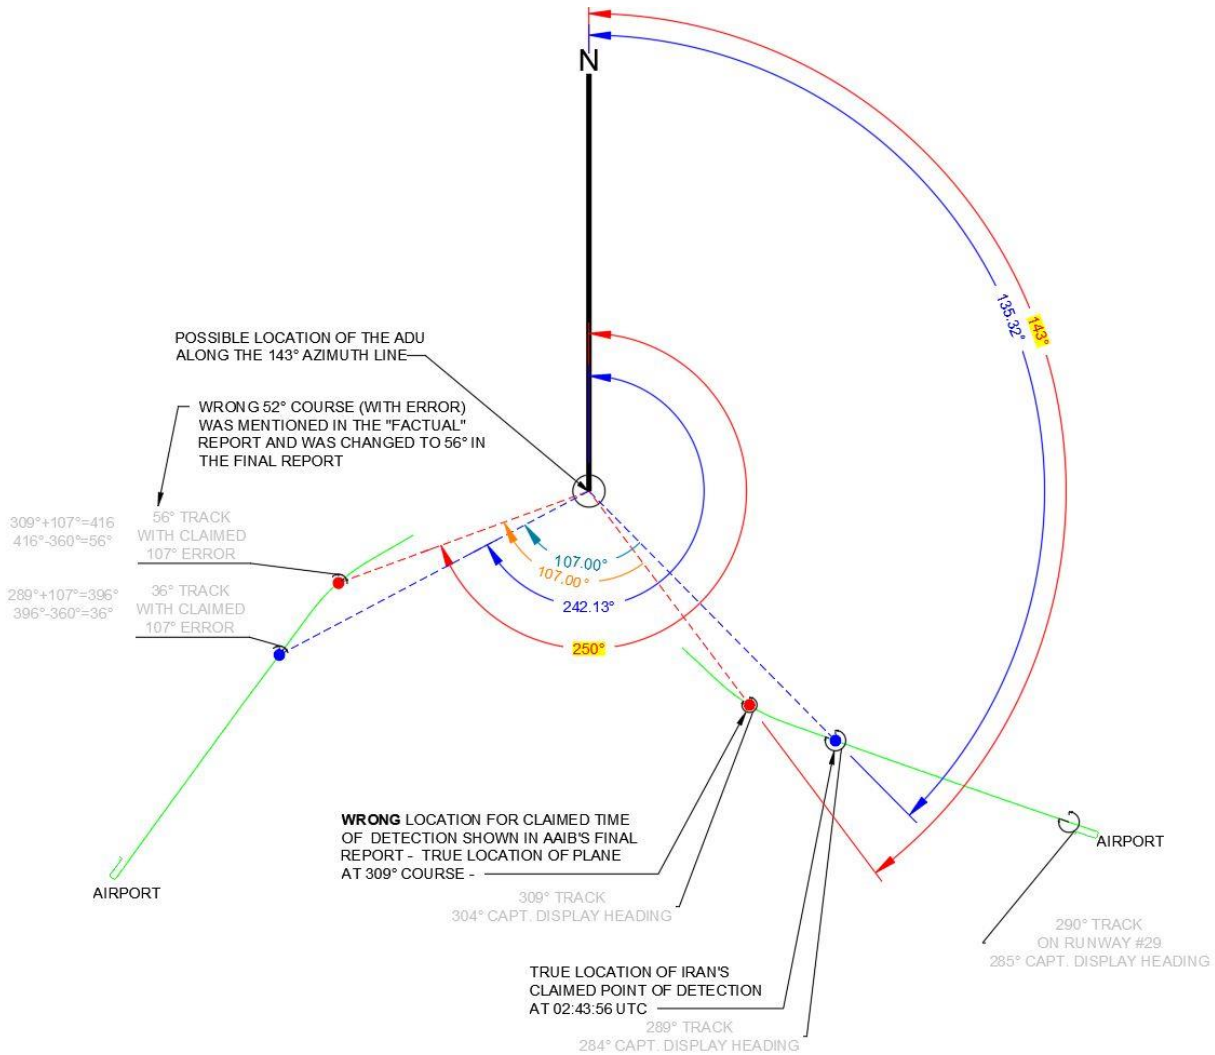 N
135.32°
143°
POSSIBLE LOCATION OF THE ADU
ALONG THE 143° AZIMUTH LINE
WRONG 52° COURSE (WITH ERROR)
WAS MENTIONED IN THE "FACTUAL"
REPORT AND WAS CHANGED TO 56° IN
THE FINAL REPORT
309°+107°=416
416°-360°=56°
56° TRACK
WITH CLAIMED
107° ERROR
289°+107°=396°
396°-360°=36°
36° TRACK
WITH CLAIMED
107° ERROR
107.00°
107.00°
242.13°
250°
WRONG LOCATION FOR CLAIMED TIME
OF DETECTION SHOWN IN AAIB'S FINAL
REPORT - TRUE LOCATION OF PLANE
AT 309° COURSE -
309° TRACK
304° CAPT. DISPLAY HEADING
AIRPORT
AIRPORT
290° TRACK
ON RUNWAY #29
285° CAPT. DISPLAY HEADING
TRUE LOCATION OF IRAN'S
CLAIMED POINT OF DETECTION
AT 02:43:56 UTC
289° TRACK
284° CAPT. DISPLAY HEADING